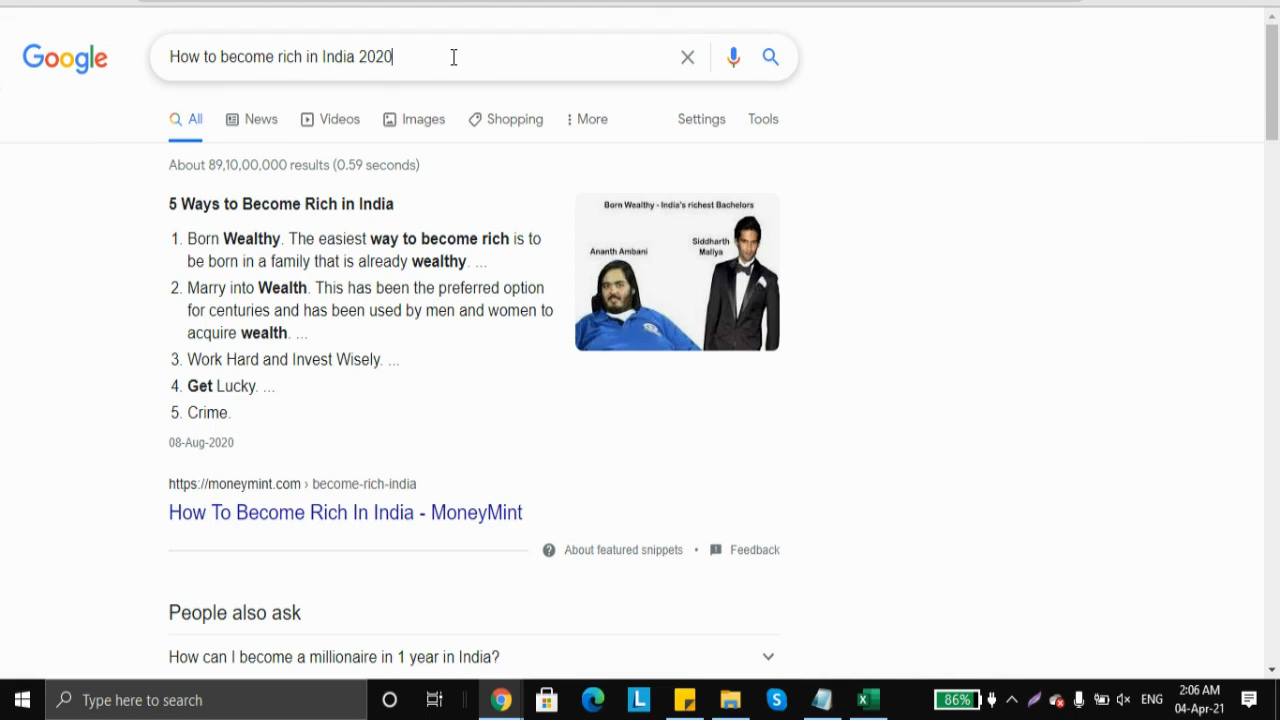 Google
How to become rich in India 2020
All
News
Videos
Images
Shopping
More
Settings
Tools
About 89,10,00,000 results (0.59 seconds)
5 Ways to Become Rich in India
1. Born Wealthy. The easiest way to become rich is to
be born in a family that is already wealthy. ...
2. Marry into Wealth. This has been the preferred option
for centuries and has been used by men and women to
acquire wealth. ...
3. Work Hard and Invest Wisely. ...
4. Get Lucky. ...
5. Crime.
08-Aug-2020
Born Wealthy - India's richest Bachelors
Ananth Ambani
Siddharth
Mallya
https://moneymint.com › become-rich-india
How To Become Rich In India - MoneyMint
About featured snippets • Feedback
People also ask
How can I become a millionaire in 1 year in India?
Type here to search
L
S
X
86%
ENG
2:06 AM
04-Apr-21